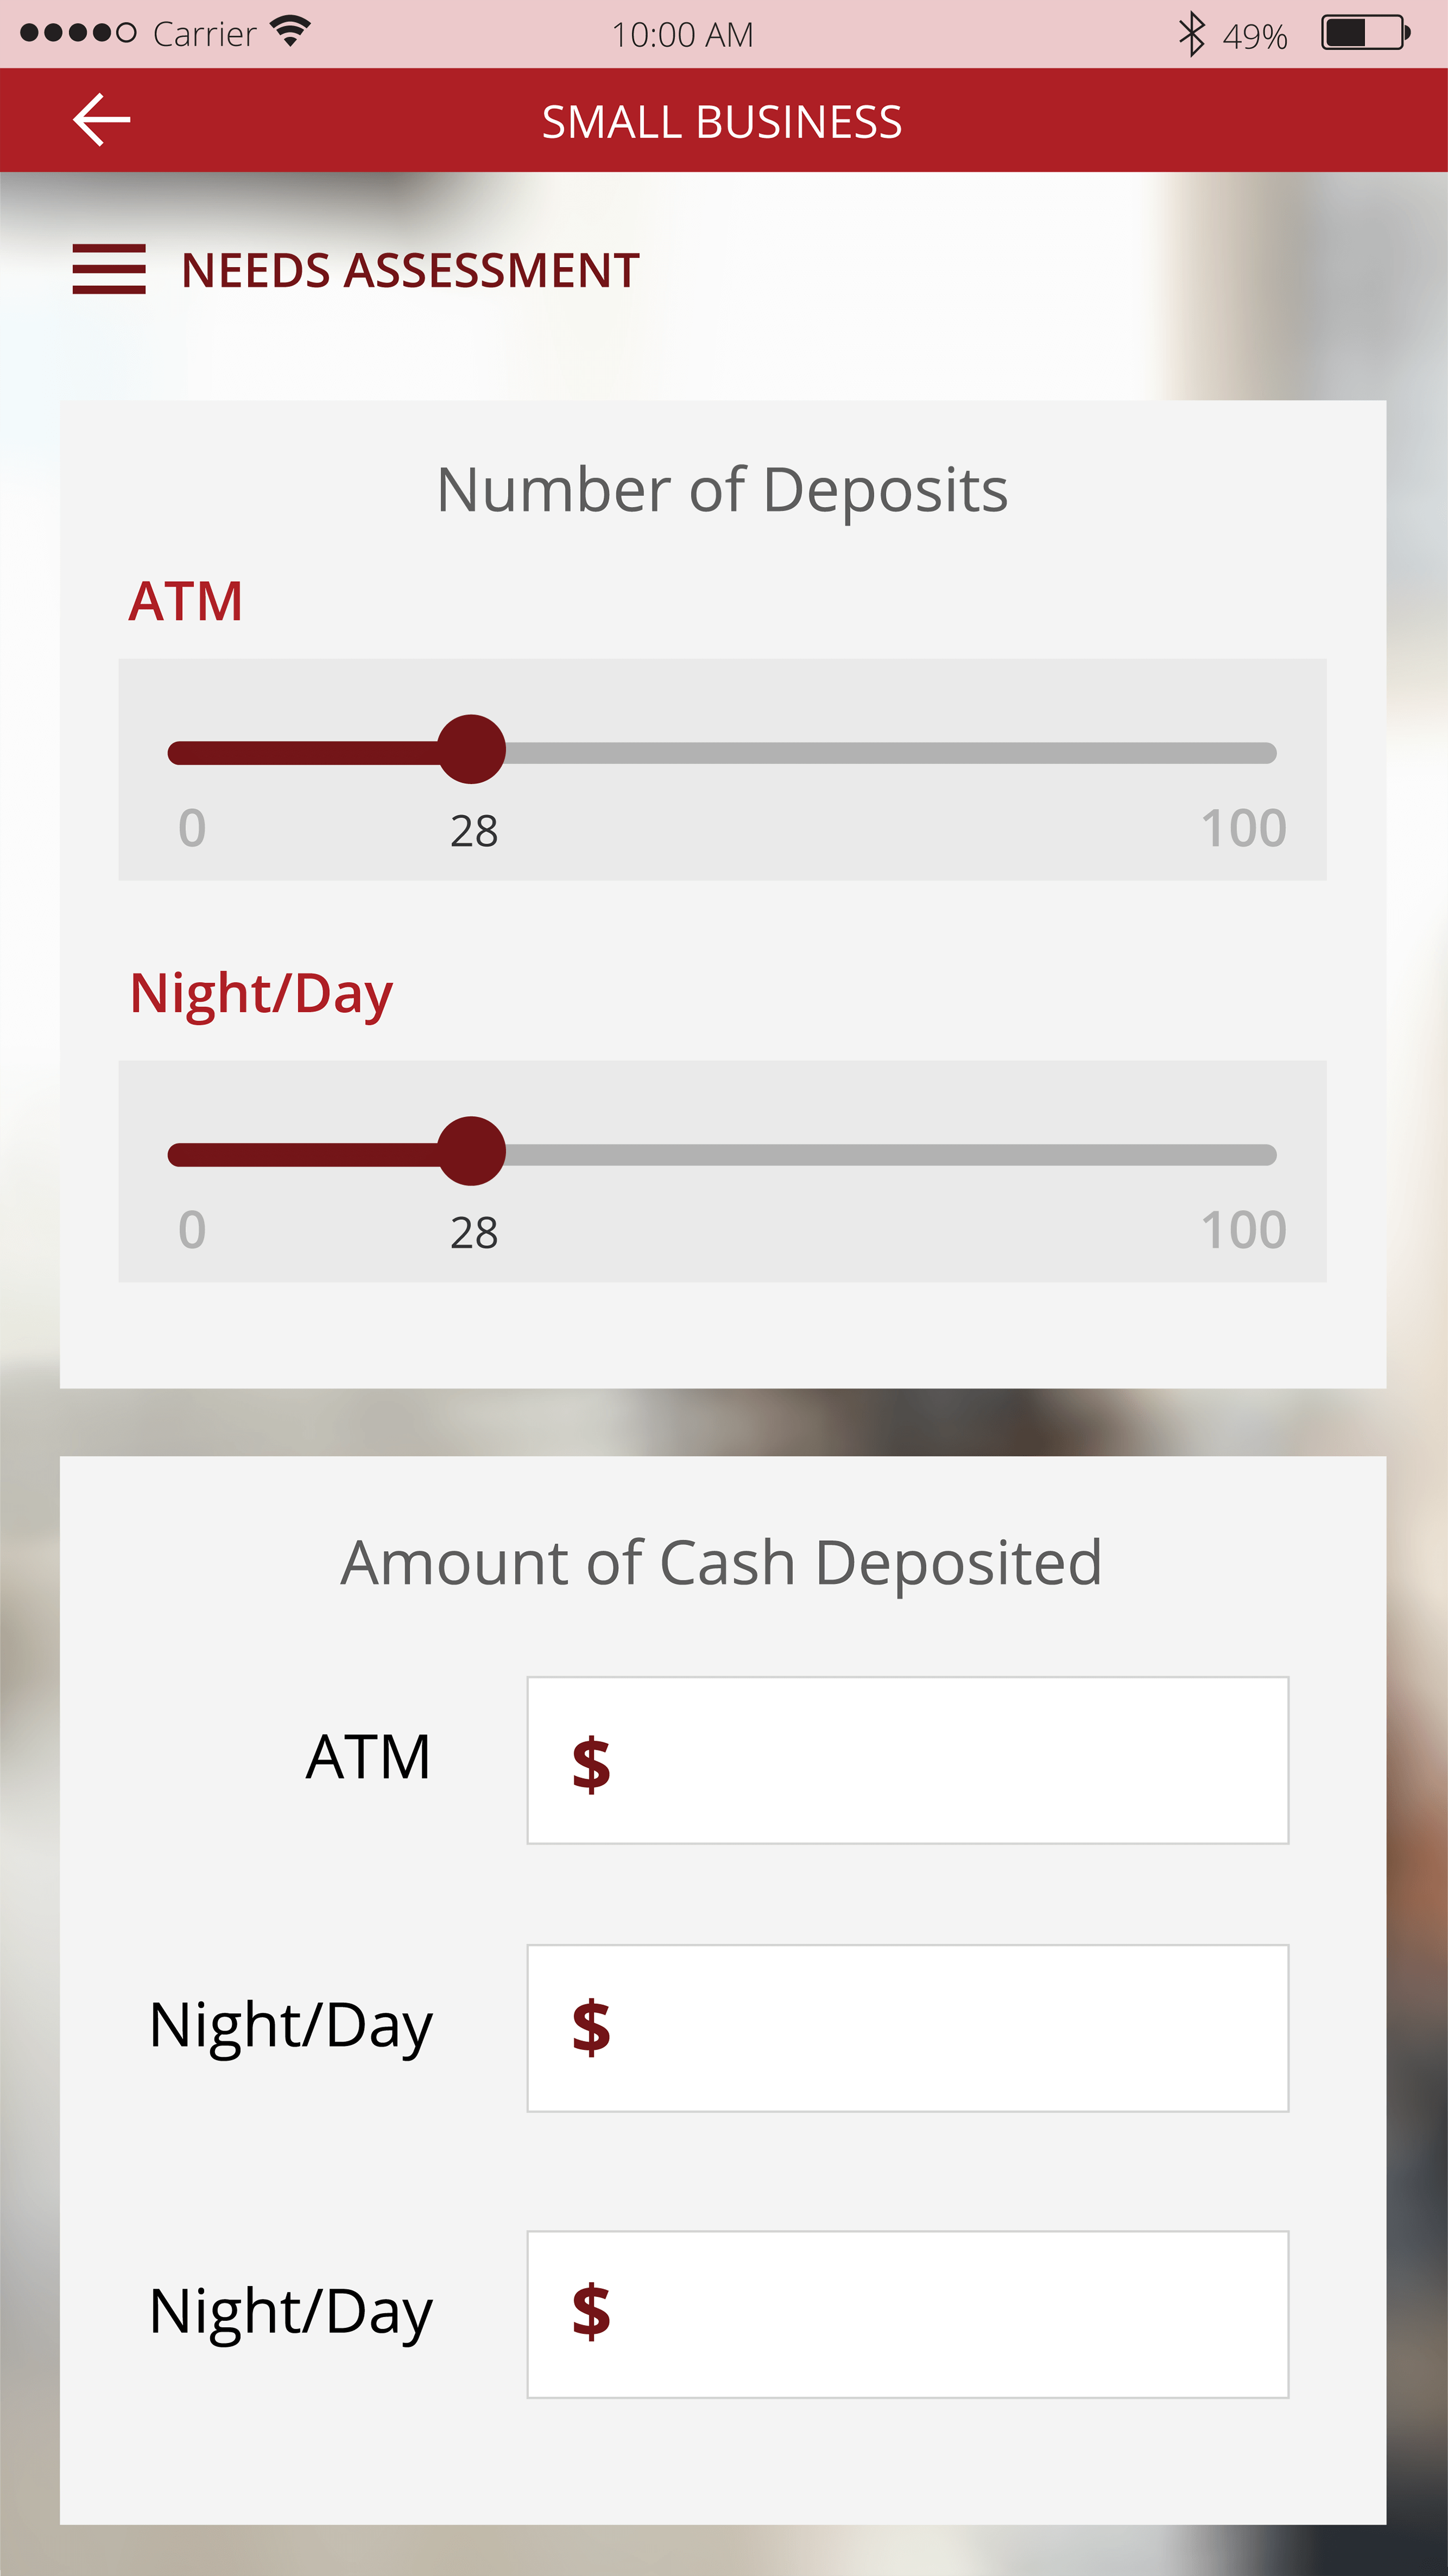 Carrier 10:00 AM 49%
SMALL BUSINESS
NEEDS ASSESSMENT
Number of Deposits
ATM
0 28 100
Night/Day
0 28 100
Amount of Cash Deposited
ATM $
Night/Day $
Night/Day $